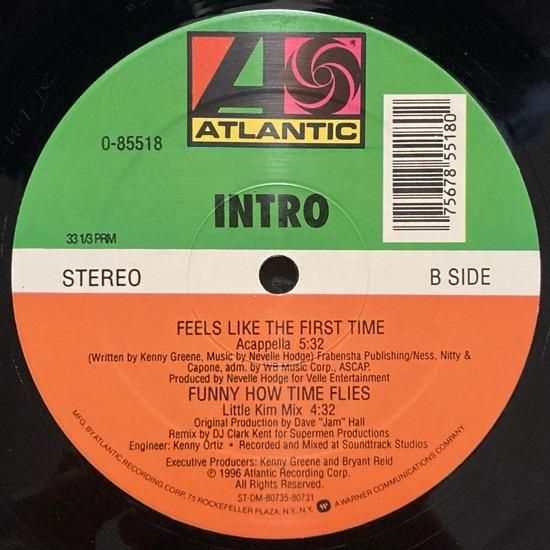 ATLANTIC
0-85518
75678 55180
INTRO
33 1/3 PRM
STEREO
B SIDE
FEELS LIKE THE FIRST TIME
Acappella 5:32
(Written by Kenny Greene, Music by Nevelle Hodge) Frabensha Publishing/Ness, Nitty &
Capone, adm. by WB Music Corp., ASCAP.
Produced by Nevelle Hodge for Velle Entertainment
FUNNY HOW TIME FLIES
Little Kim Mix 4:32
Original Production by Dave "Jam" Hall
Remix by DJ Clark Kent for Supermen Productions
Engineer: Kenny Ortiz • Recorded and Mixed at Soundtrack Studios
Executive Producers: Kenny Greene and Bryant Reid
℗ 1996 Atlantic Recording Corp.
All Rights Reserved.
ST-DM-80735-80731
MFG. BY ATLANTIC RECORDING CORP. 75 ROCKEFELLER PLAZA, N.Y., N.Y. A WARNER COMMUNICATIONS COMPANY